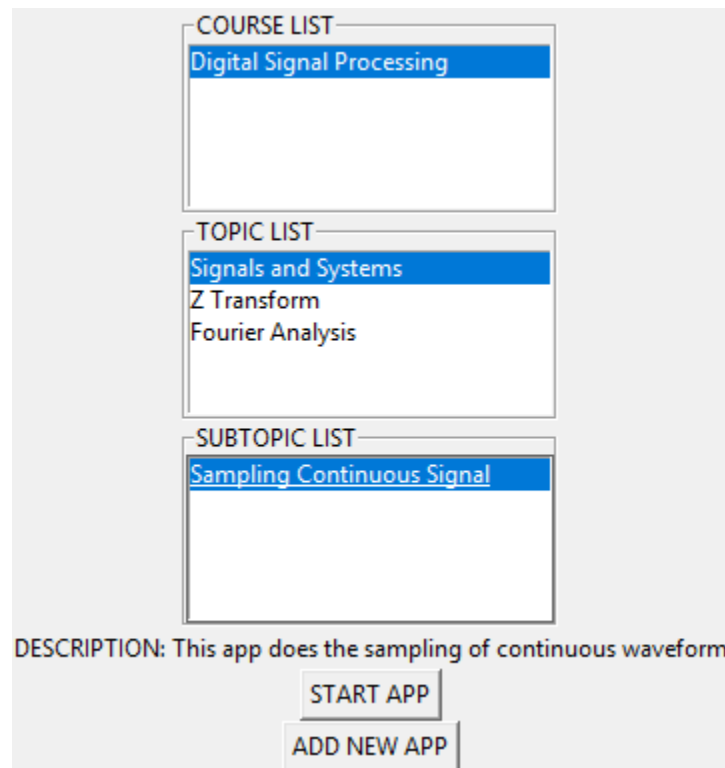 COURSE LIST
Digital Signal Processing
TOPIC LIST
Signals and Systems
Z Transform
Fourier Analysis
SUBTOPIC LIST
Sampling Continuous Signal
DESCRIPTION: This app does the sampling of continuous waveform
START APP
ADD NEW APP